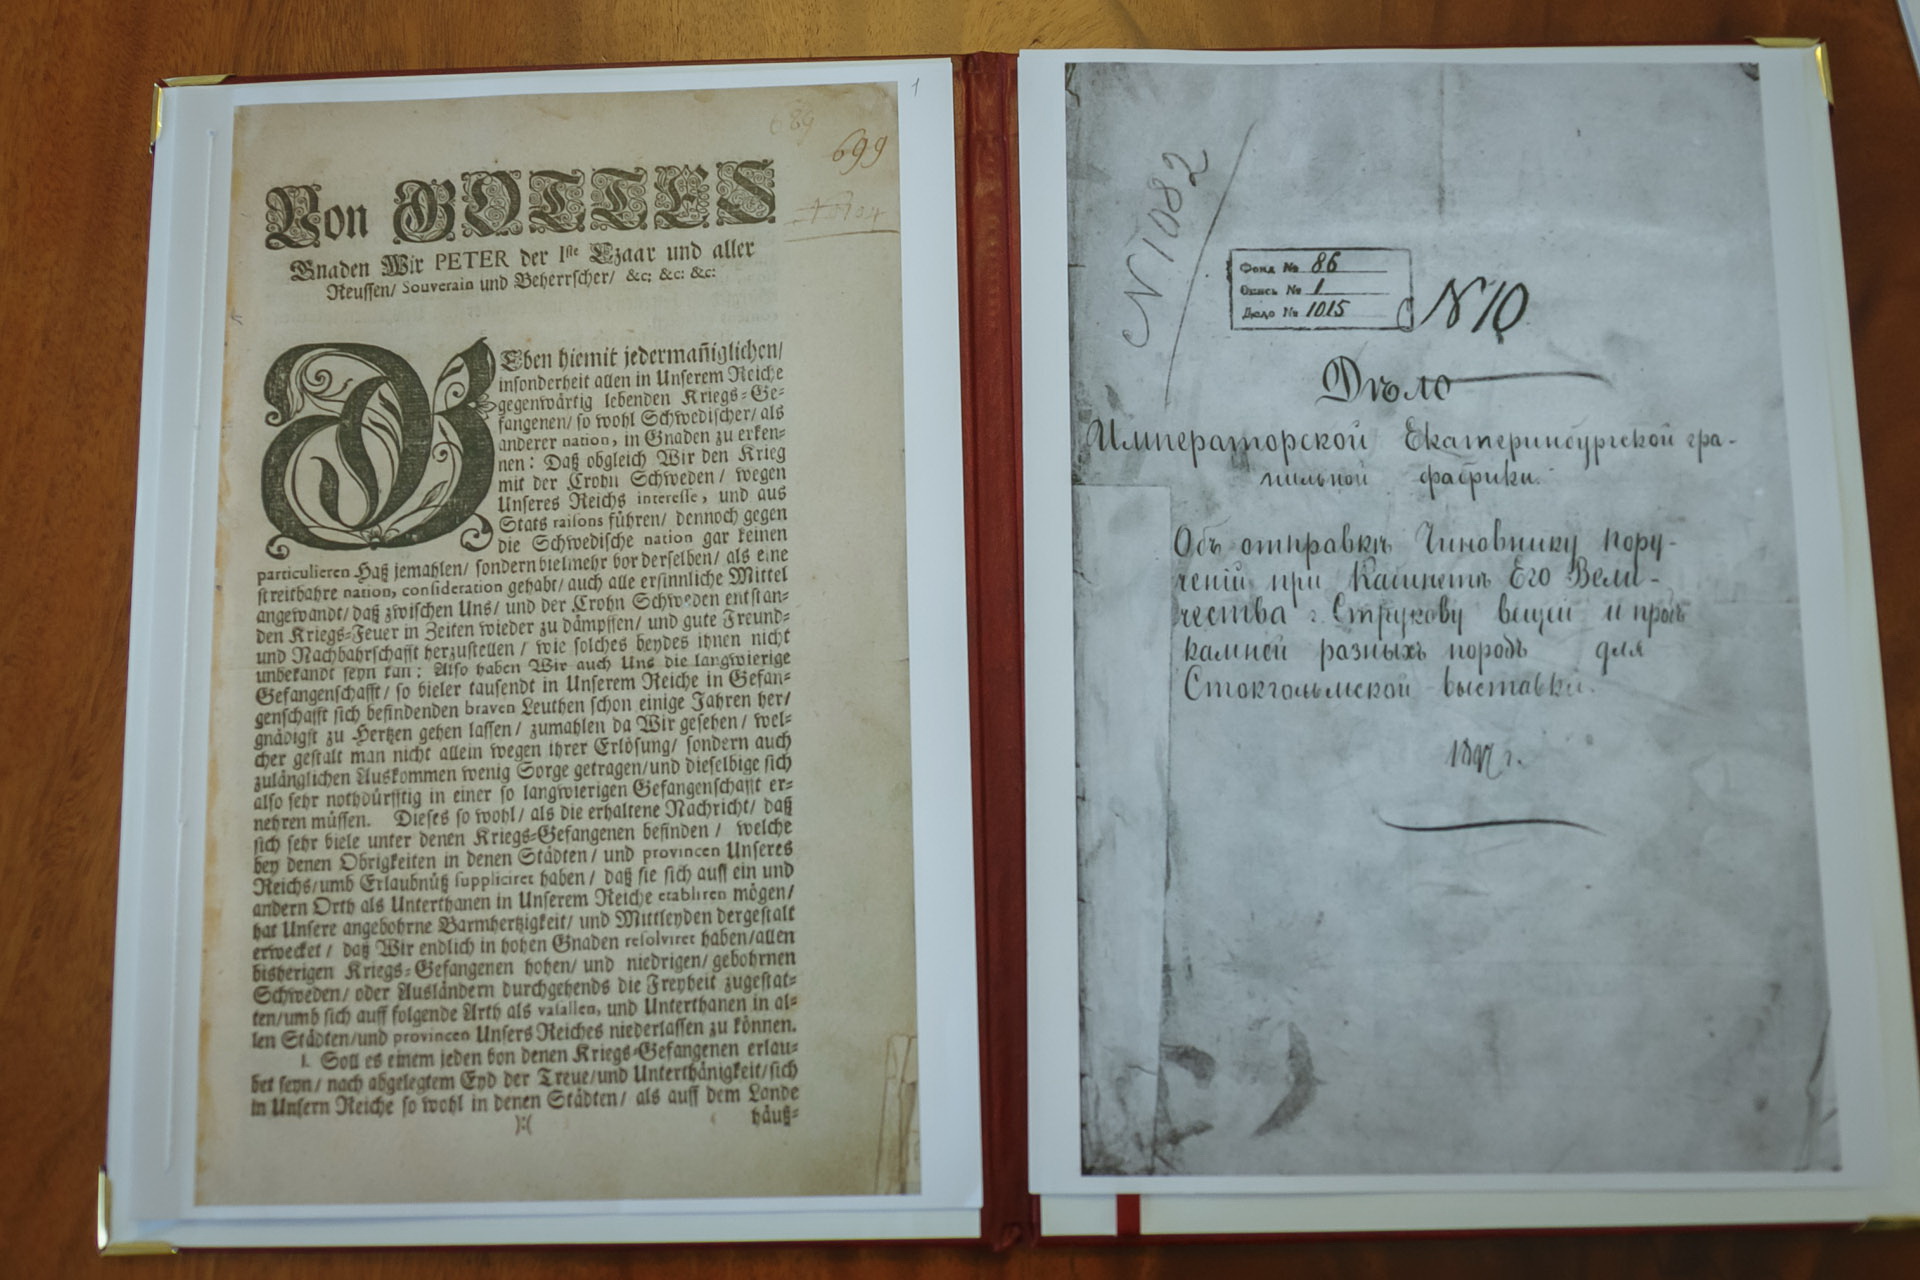 1
689
699
Von GOTTES
Gnaden Wir PETER der I ste Czaar und aller
Reussen/ Souverain und Beherrscher/ &c: &c: &c:
GEben hiemit jedermañiglichen/
insonderheit allen in Unserem Reiche
gegenwärtig lebenden Kriegs-Ge-
fangenen/ so wohl Schwedischer/ als
anderer nation, in Gnaden zu erken-
nen: Daß obgleich Wir den Krieg
mit der Crohn Schweden/ wegen
Unseres Reichs interesse, und aus
Stats raisons führen/ dennoch gegen
die Schwedische nation gar keinen
particulieren Haß jemahlen/ sondern vielmehr vor derselben/ als eine
streitbahre nation, consideration gehabt/ auch alle ersinnliche Mittel
angewandt/ daß zwischen Uns/ und der Crohn Schweden entstan-
den Kriegs-Feuer in Zeiten wieder zu dämpffen/ und gute Freund-
und Nachbahrschafft herzustellen/ wie solches beydes ihnen nicht
unbekandt seyn kan: Also haben Wir auch Uns die langwierige
Gefangenschafft/ so vieler tausendt in Unserem Reiche in Gefan-
genschafft sich befindenden braven Leuthen schon einige Jahren her/
gnädigst zu Hertzen gehen lassen/ zumahlen da Wir gesehen/ wel-
cher gestalt man nicht allein wegen ihrer Erlösung/ sondern auch
zulänglichen Auskommen wenig Sorge getragen/und dieselbige sich
also sehr nothdürfftig in einer so langwierigen Gefangenschafft er-
nehren müssen. Dieses so wohl/ als die erhaltene Nachricht/ daß
sich sehr viele unter denen Kriegs-Gefangenen befinden/ welche
bey denen Obrigkeiten in denen Städten/ und provincen Unseres
Reichs/umb Erlaubnüß suppliciret haben/ daß sie sich auff ein und
andern Orth als Unterthanen in Unserem Reiche etabliren mögen/
hat Unsere angebohrne Barmhertzigkeit/ und Mittleyden dergestalt
erwecket/ daß Wir endlich in hohen Gnaden resolviret haben/allen
bisherigen Kriegs-Gefangenen hohen/ und niedrigen/ gebohrnen
Schweden/ oder Ausländern durchgehends die Freyheit zugestat-
ten/umb sich auff folgende Arth als vasallen, und Unterthanen in al-
len Städten/und provincen Unsers Reiches niederlassen zu können.
1. Soll es einem jeden von denen Kriegs-Gefangenen erlau-
bet seyn/ nach abgelegtem Eyd der Treue/und Unterthänigkeit/sich
in Unsern Reiche so wohl in denen Städten/ als auff dem Lande
):(
häuß-
N 1082
Фонд № 86
Опись № 1
Дело № 1015
N 10
Дѣло
Императорской Екатеринбургской гра-
нильной фабрики.
Объ отправкѣ Чиновнику пору-
ченій при Кабинетѣ Его Вели-
чества г. Струкову вещей и проч
камней разныхъ породъ для
Стокгольмской выставки.